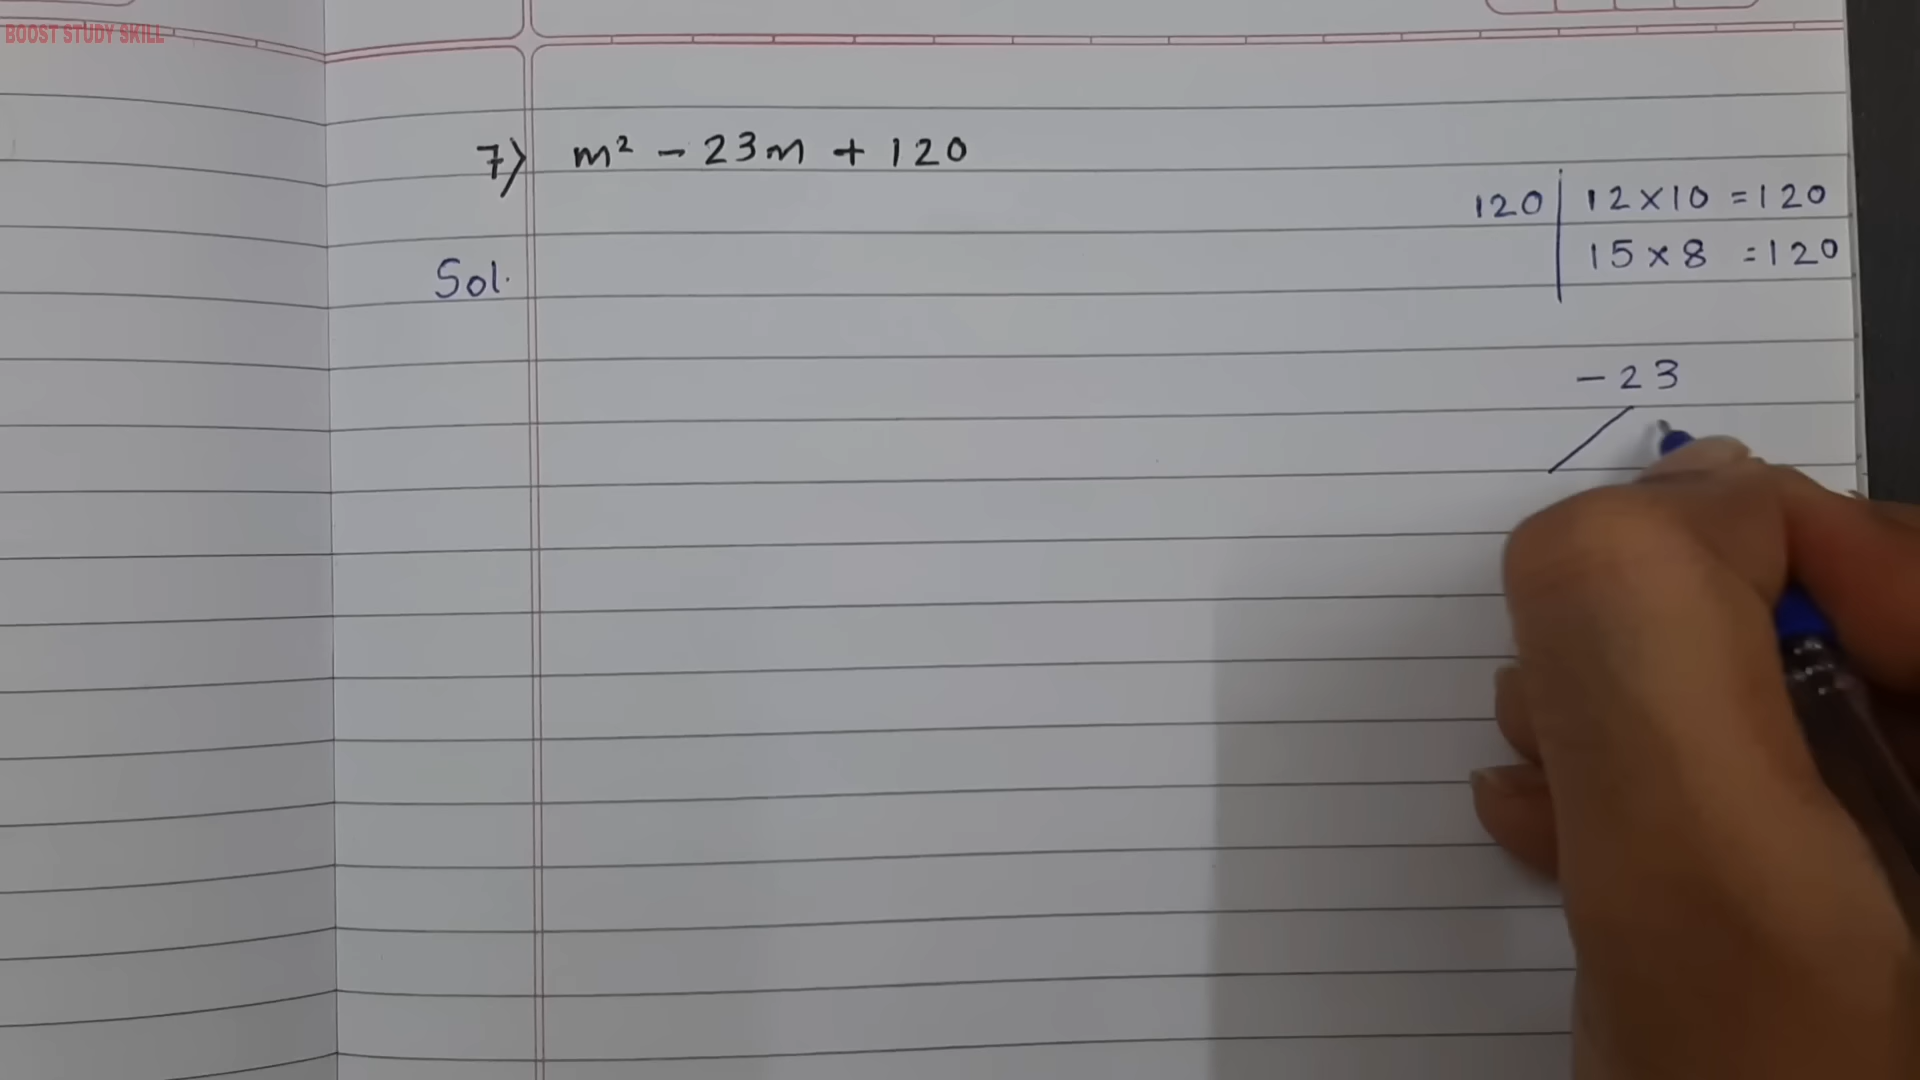 BOOST STUDY SKILL
7) m² - 23m + 120
120 | 12 × 10 = 120
15 × 8 = 120
Sol.
- 23